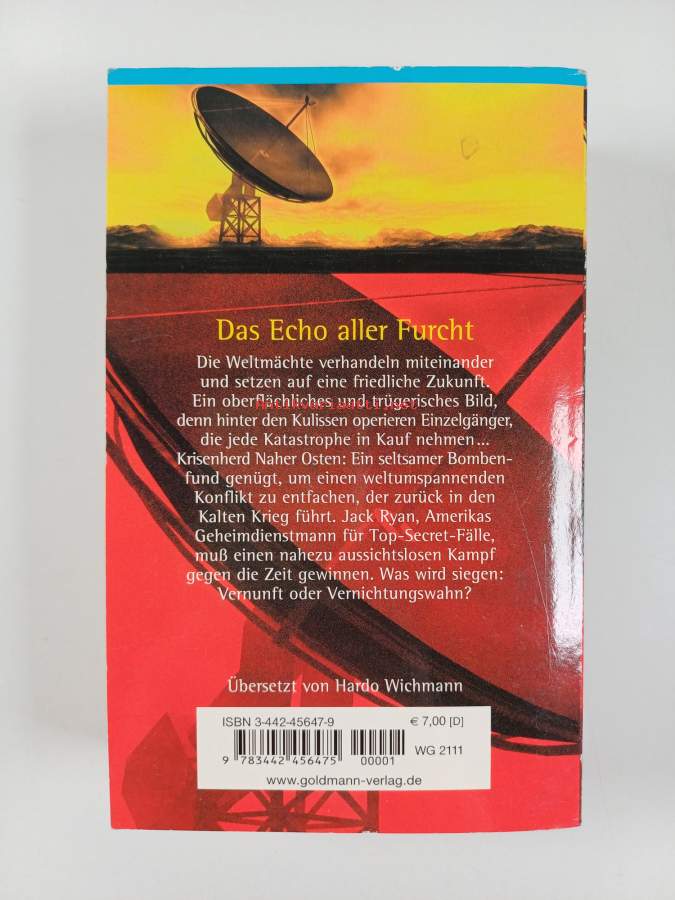 Das Echo aller Furcht
Die Weltmächte verhandeln miteinander
und setzen auf eine friedliche Zukunft.
Ein oberflächliches und trügerisches Bild,
denn hinter den Kulissen operieren Einzelgänger,
die jede Katastrophe in Kauf nehmen...
Krisenherd Naher Osten: Ein seltsamer Bomben-
fund genügt, um einen weltumspannenden
Konflikt zu entfachen, der zurück in den
Kalten Krieg führt. Jack Ryan, Amerikas
Geheimdienstmann für Top-Secret-Fälle,
muß einen nahezu aussichtslosen Kampf
gegen die Zeit gewinnen. Was wird siegen:
Vernunft oder Vernichtungswahn?
Übersetzt von Hardo Wichmann
ISBN 3-442-45647-9 € 7,00 [D]
9 783442 456475 00001 WG 2111
www.goldmann-verlag.de